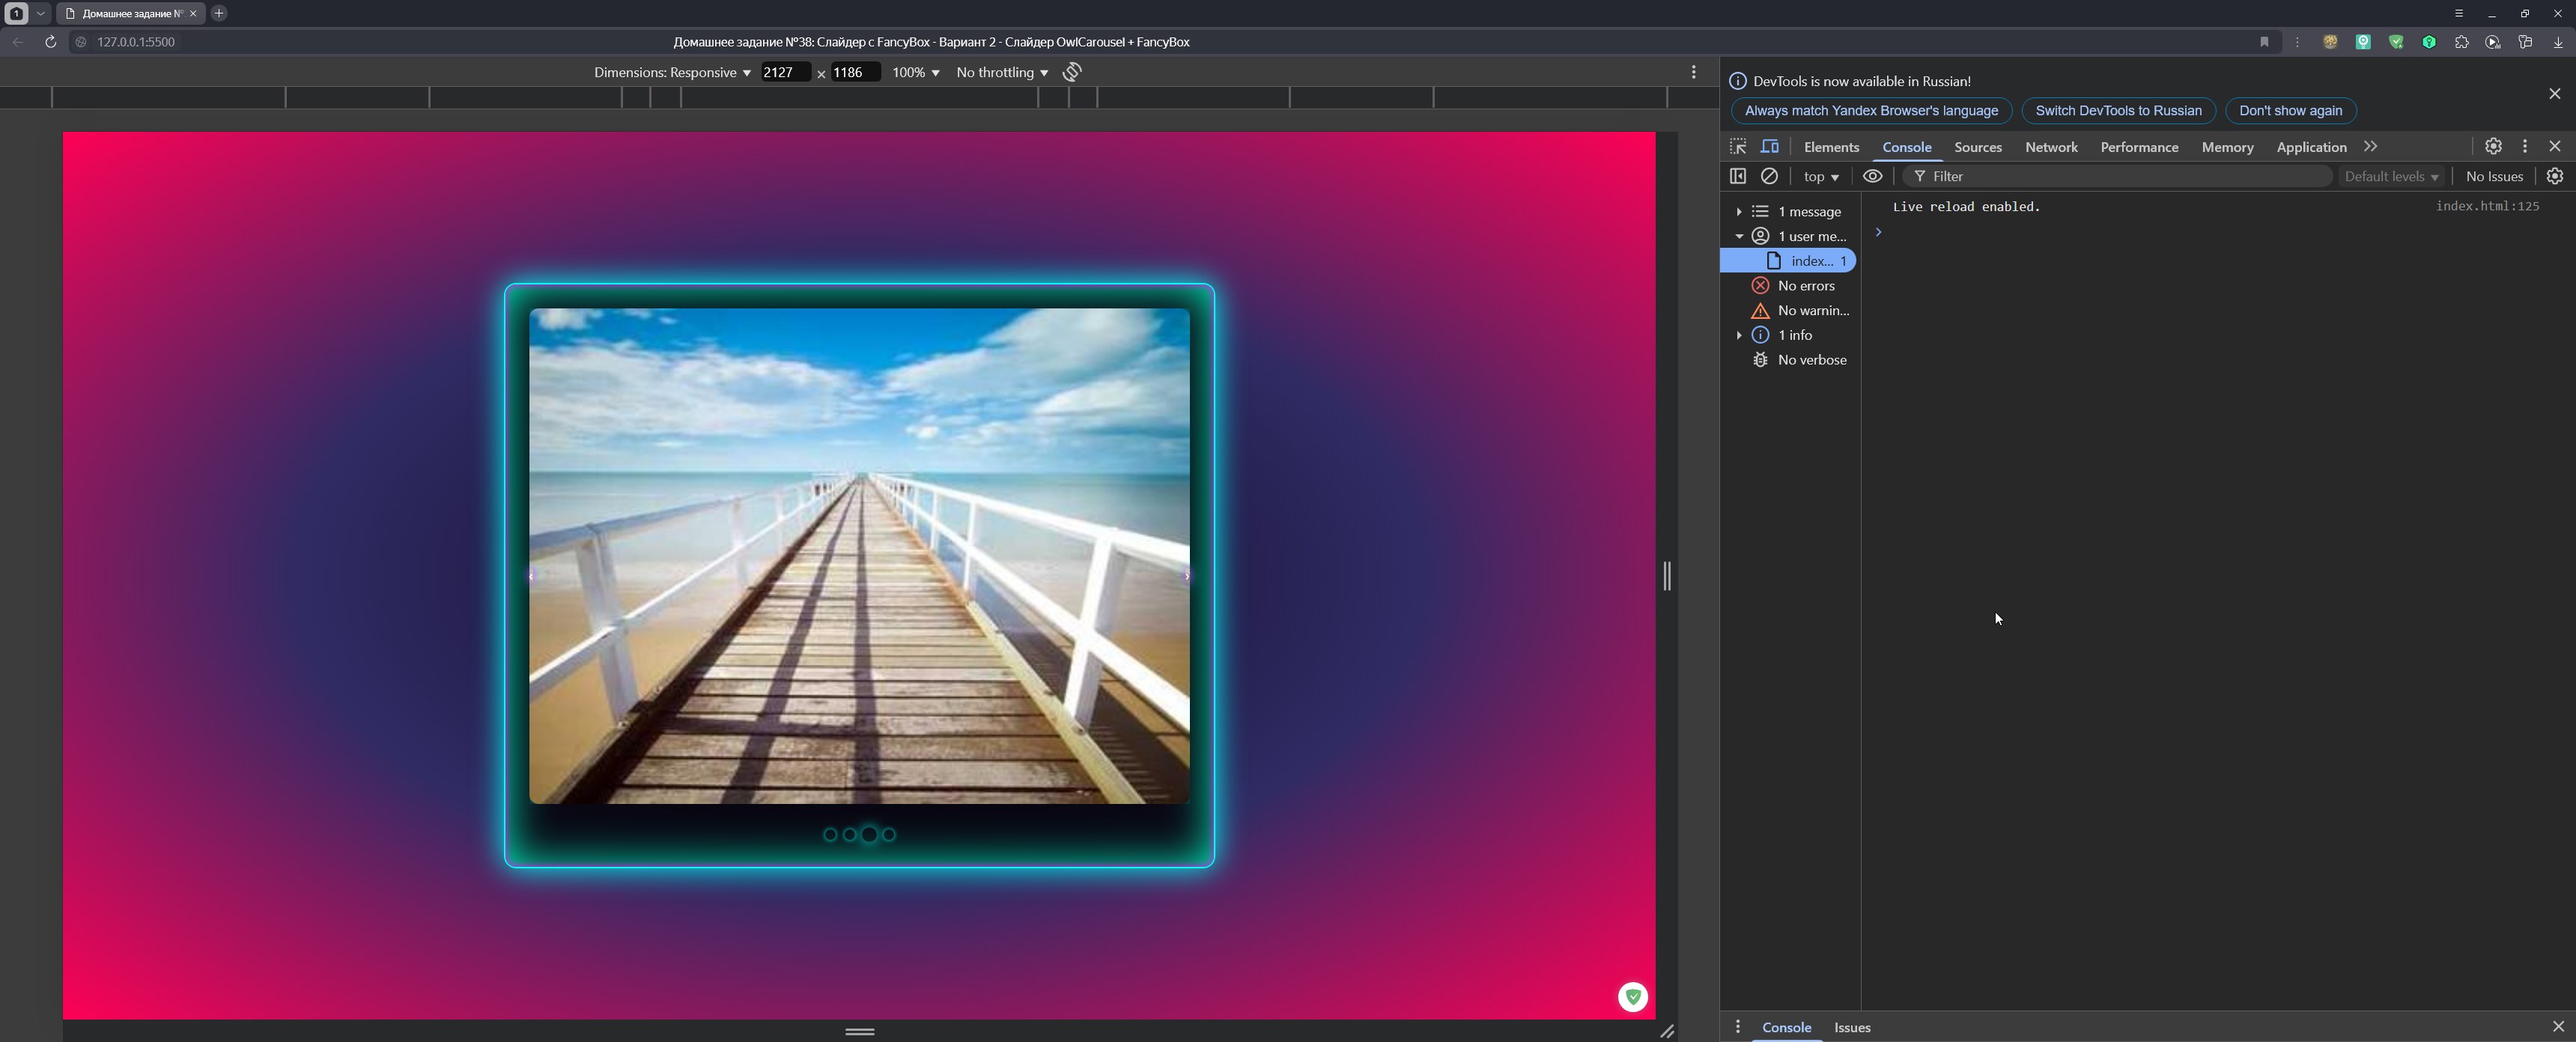 1
Домашнее задание №
127.0.0.1:5500
Домашнее задание №38: Слайдер с FancyBox - Вариант 2 - Слайдер OwlCarousel + FancyBox
Dimensions: Responsive
2127
×
1186
100%
No throttling
DevTools is now available in Russian!
Always match Yandex Browser's language
Switch DevTools to Russian
Don't show again
Elements
Console
Sources
Network
Performance
Memory
Application
top
Filter
Default levels
No Issues
1 message
1 user me...
index... 1
No errors
No warnin...
1 info
No verbose
Live reload enabled.
index.html:125
Console
Issues